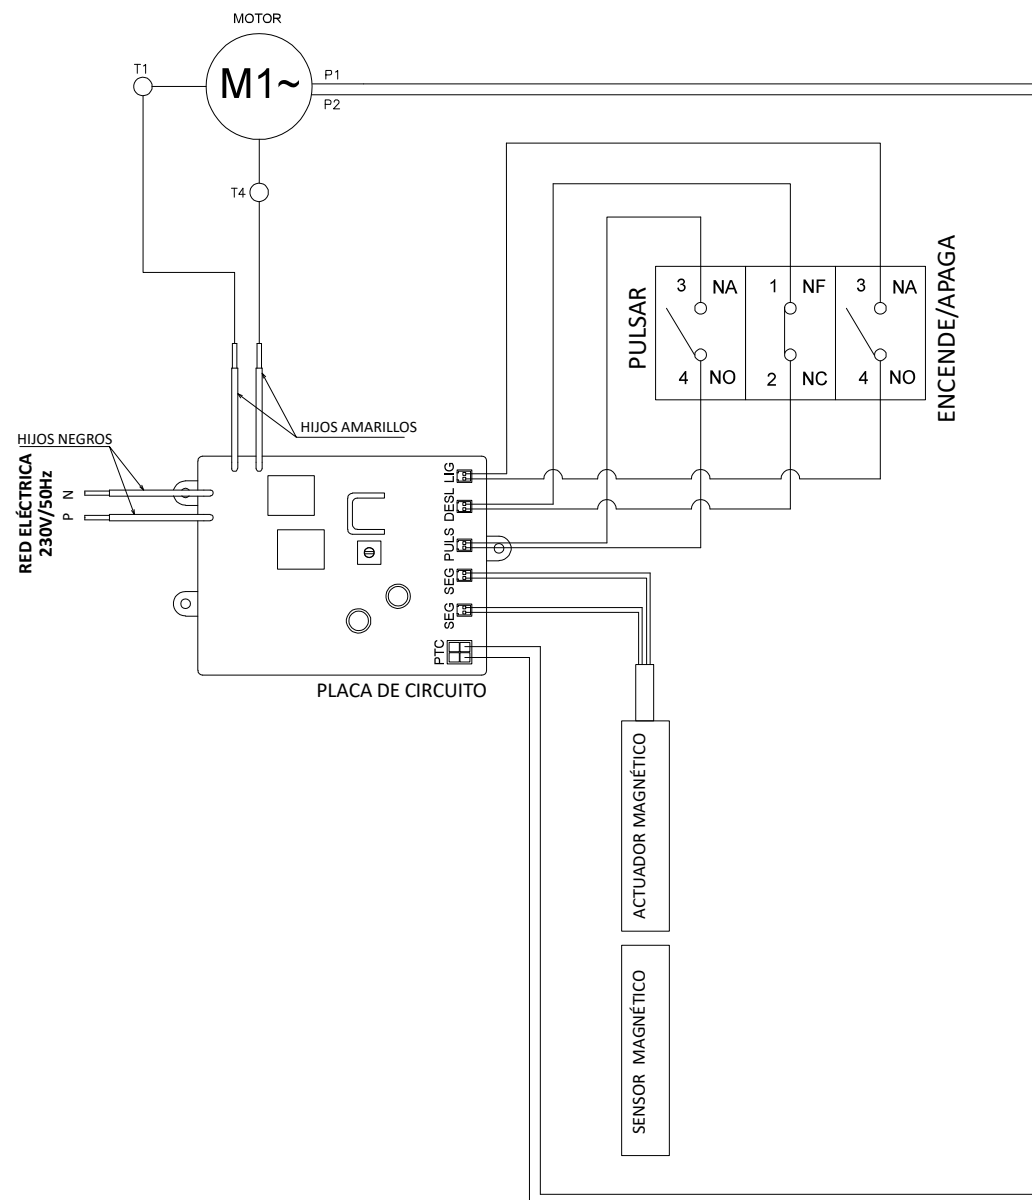 MOTOR
T1
M1~
P1
P2
T4
PULSAR
3 NA
4 NO
1 NF
2 NC
3 NA
4 NO
ENCENDE/APAGA
HIJOS AMARILLOS
HIJOS NEGROS
RED ELÉCTRICA
230V/50Hz
N
P
LIG
DESL
PULS
SEG
SEG
PTC
PLACA DE CIRCUITO
ACTUADOR MAGNÉTICO
SENSOR MAGNÉTICO